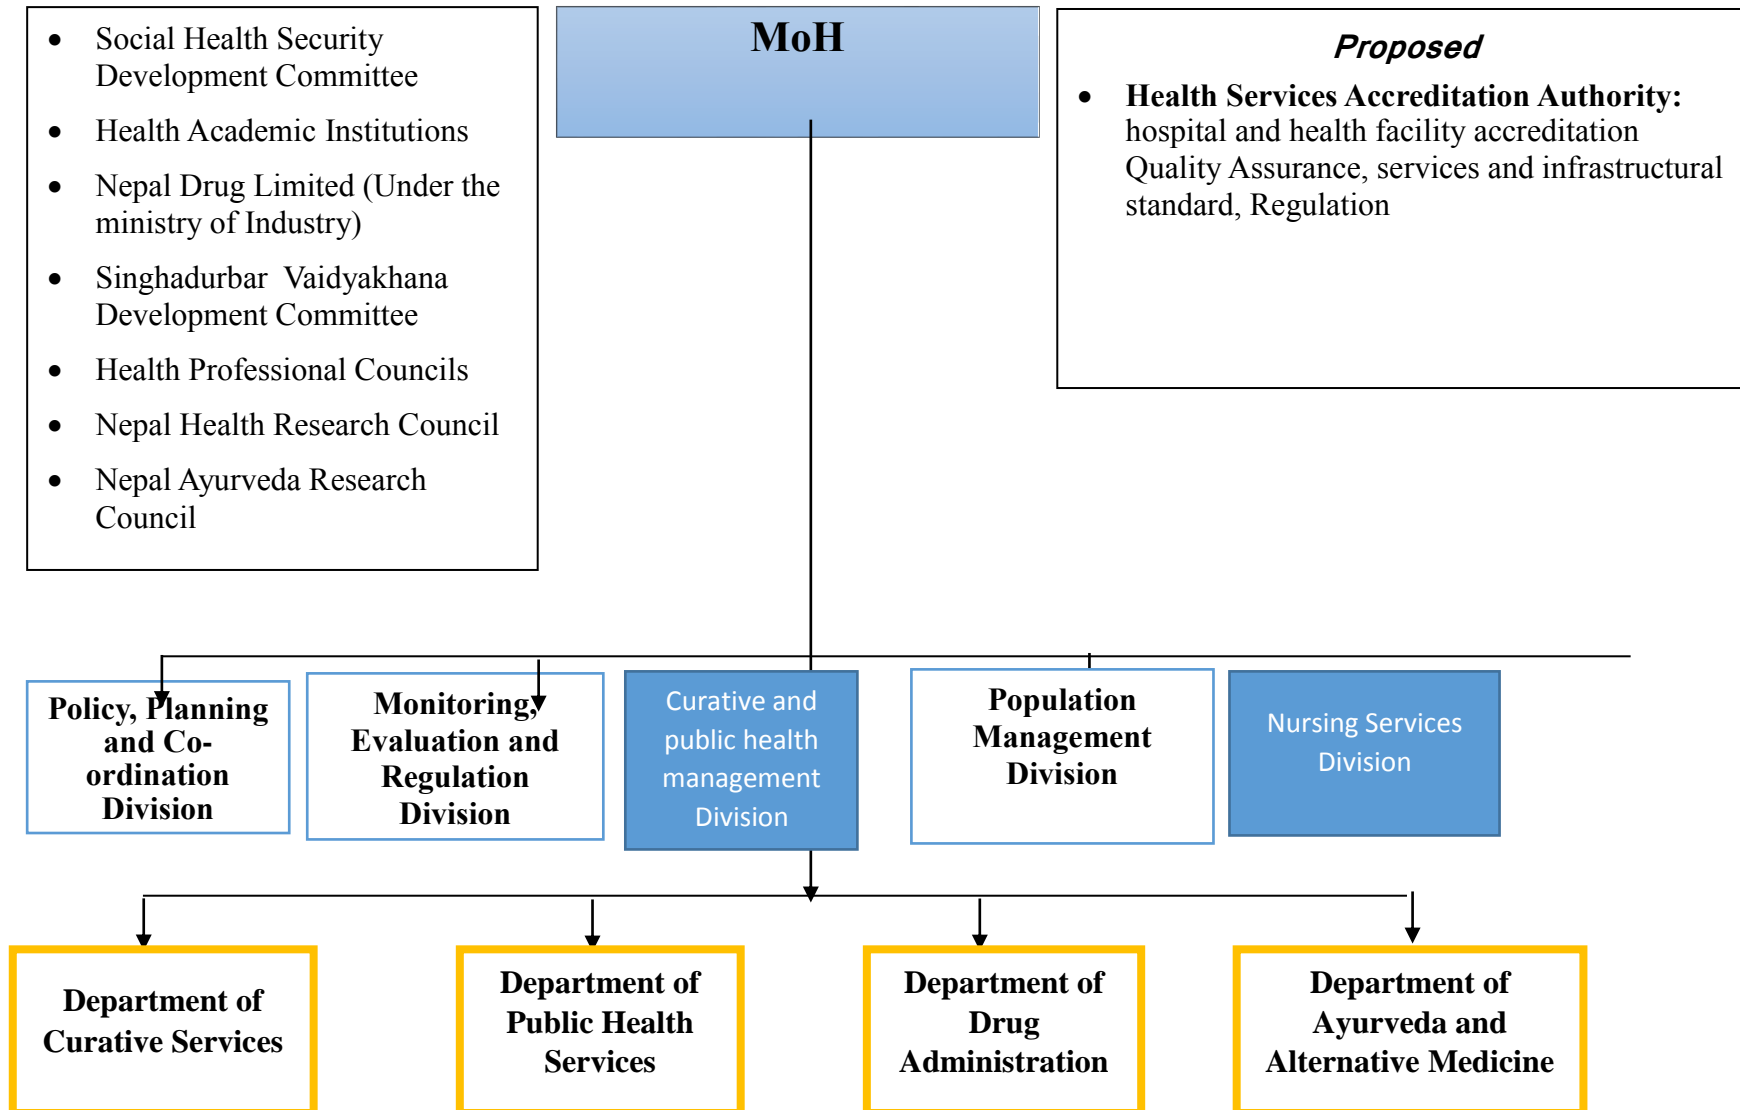 • Social Health Security
Development Committee
• Health Academic Institutions
• Nepal Drug Limited (Under the
ministry of Industry)
• Singhadurbar Vaidyakhana
Development Committee
• Health Professional Councils
• Nepal Health Research Council
• Nepal Ayurveda Research
Council
MoH
Proposed
• Health Services Accreditation Authority:
hospital and health facility accreditation
Quality Assurance, services and infrastructural
standard, Regulation
Policy, Planning
and Co-
ordination
Division
Monitoring,
Evaluation and
Regulation
Division
Curative and
public health
management
Division
Population
Management
Division
Nursing Services
Division
Department of
Curative Services
Department of
Public Health
Services
Department of
Drug
Administration
Department of
Ayurveda and
Alternative Medicine